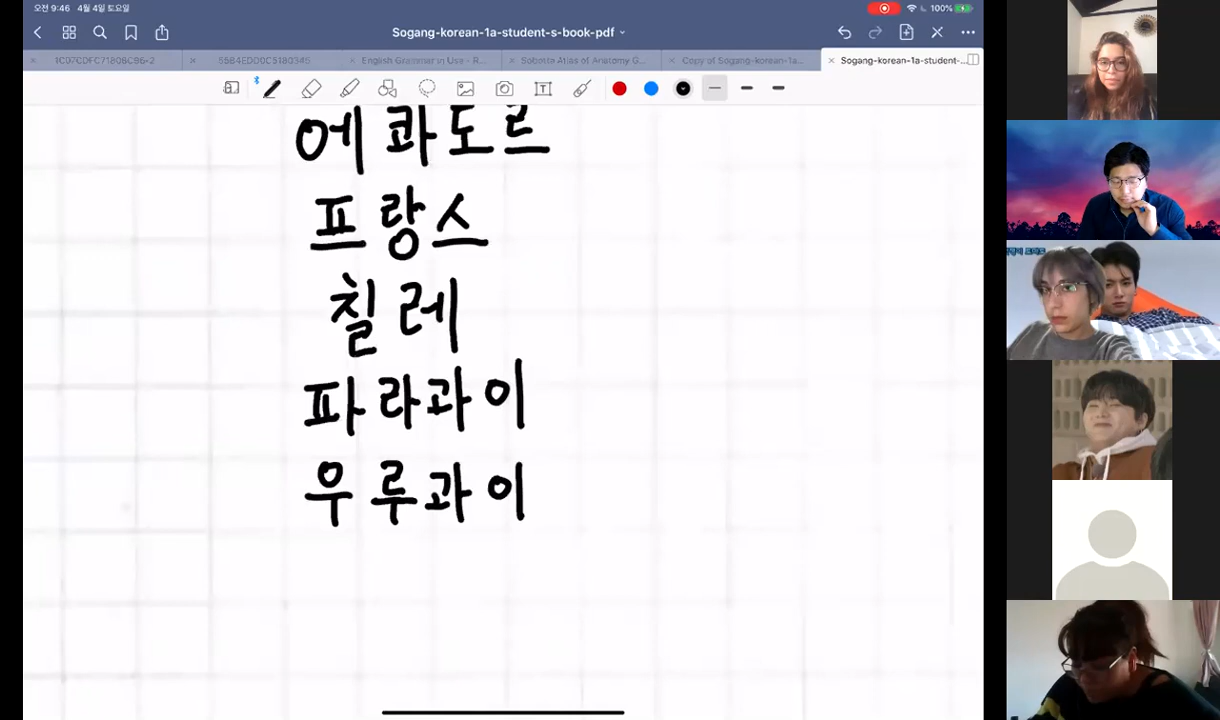 오전 9:46 4월 4일 토요일
100%
Sogang-korean-1a-student-s-book-pdf
1C97CDFC71808C96-2
English Grammar in Use - R...
Sobotta Atlas of Anatomy G...
Copy of Sogang-korean-1a...
Sogang-korean-1a-student-...
에콰도르
프랑스
칠레
파라과이
우루과이